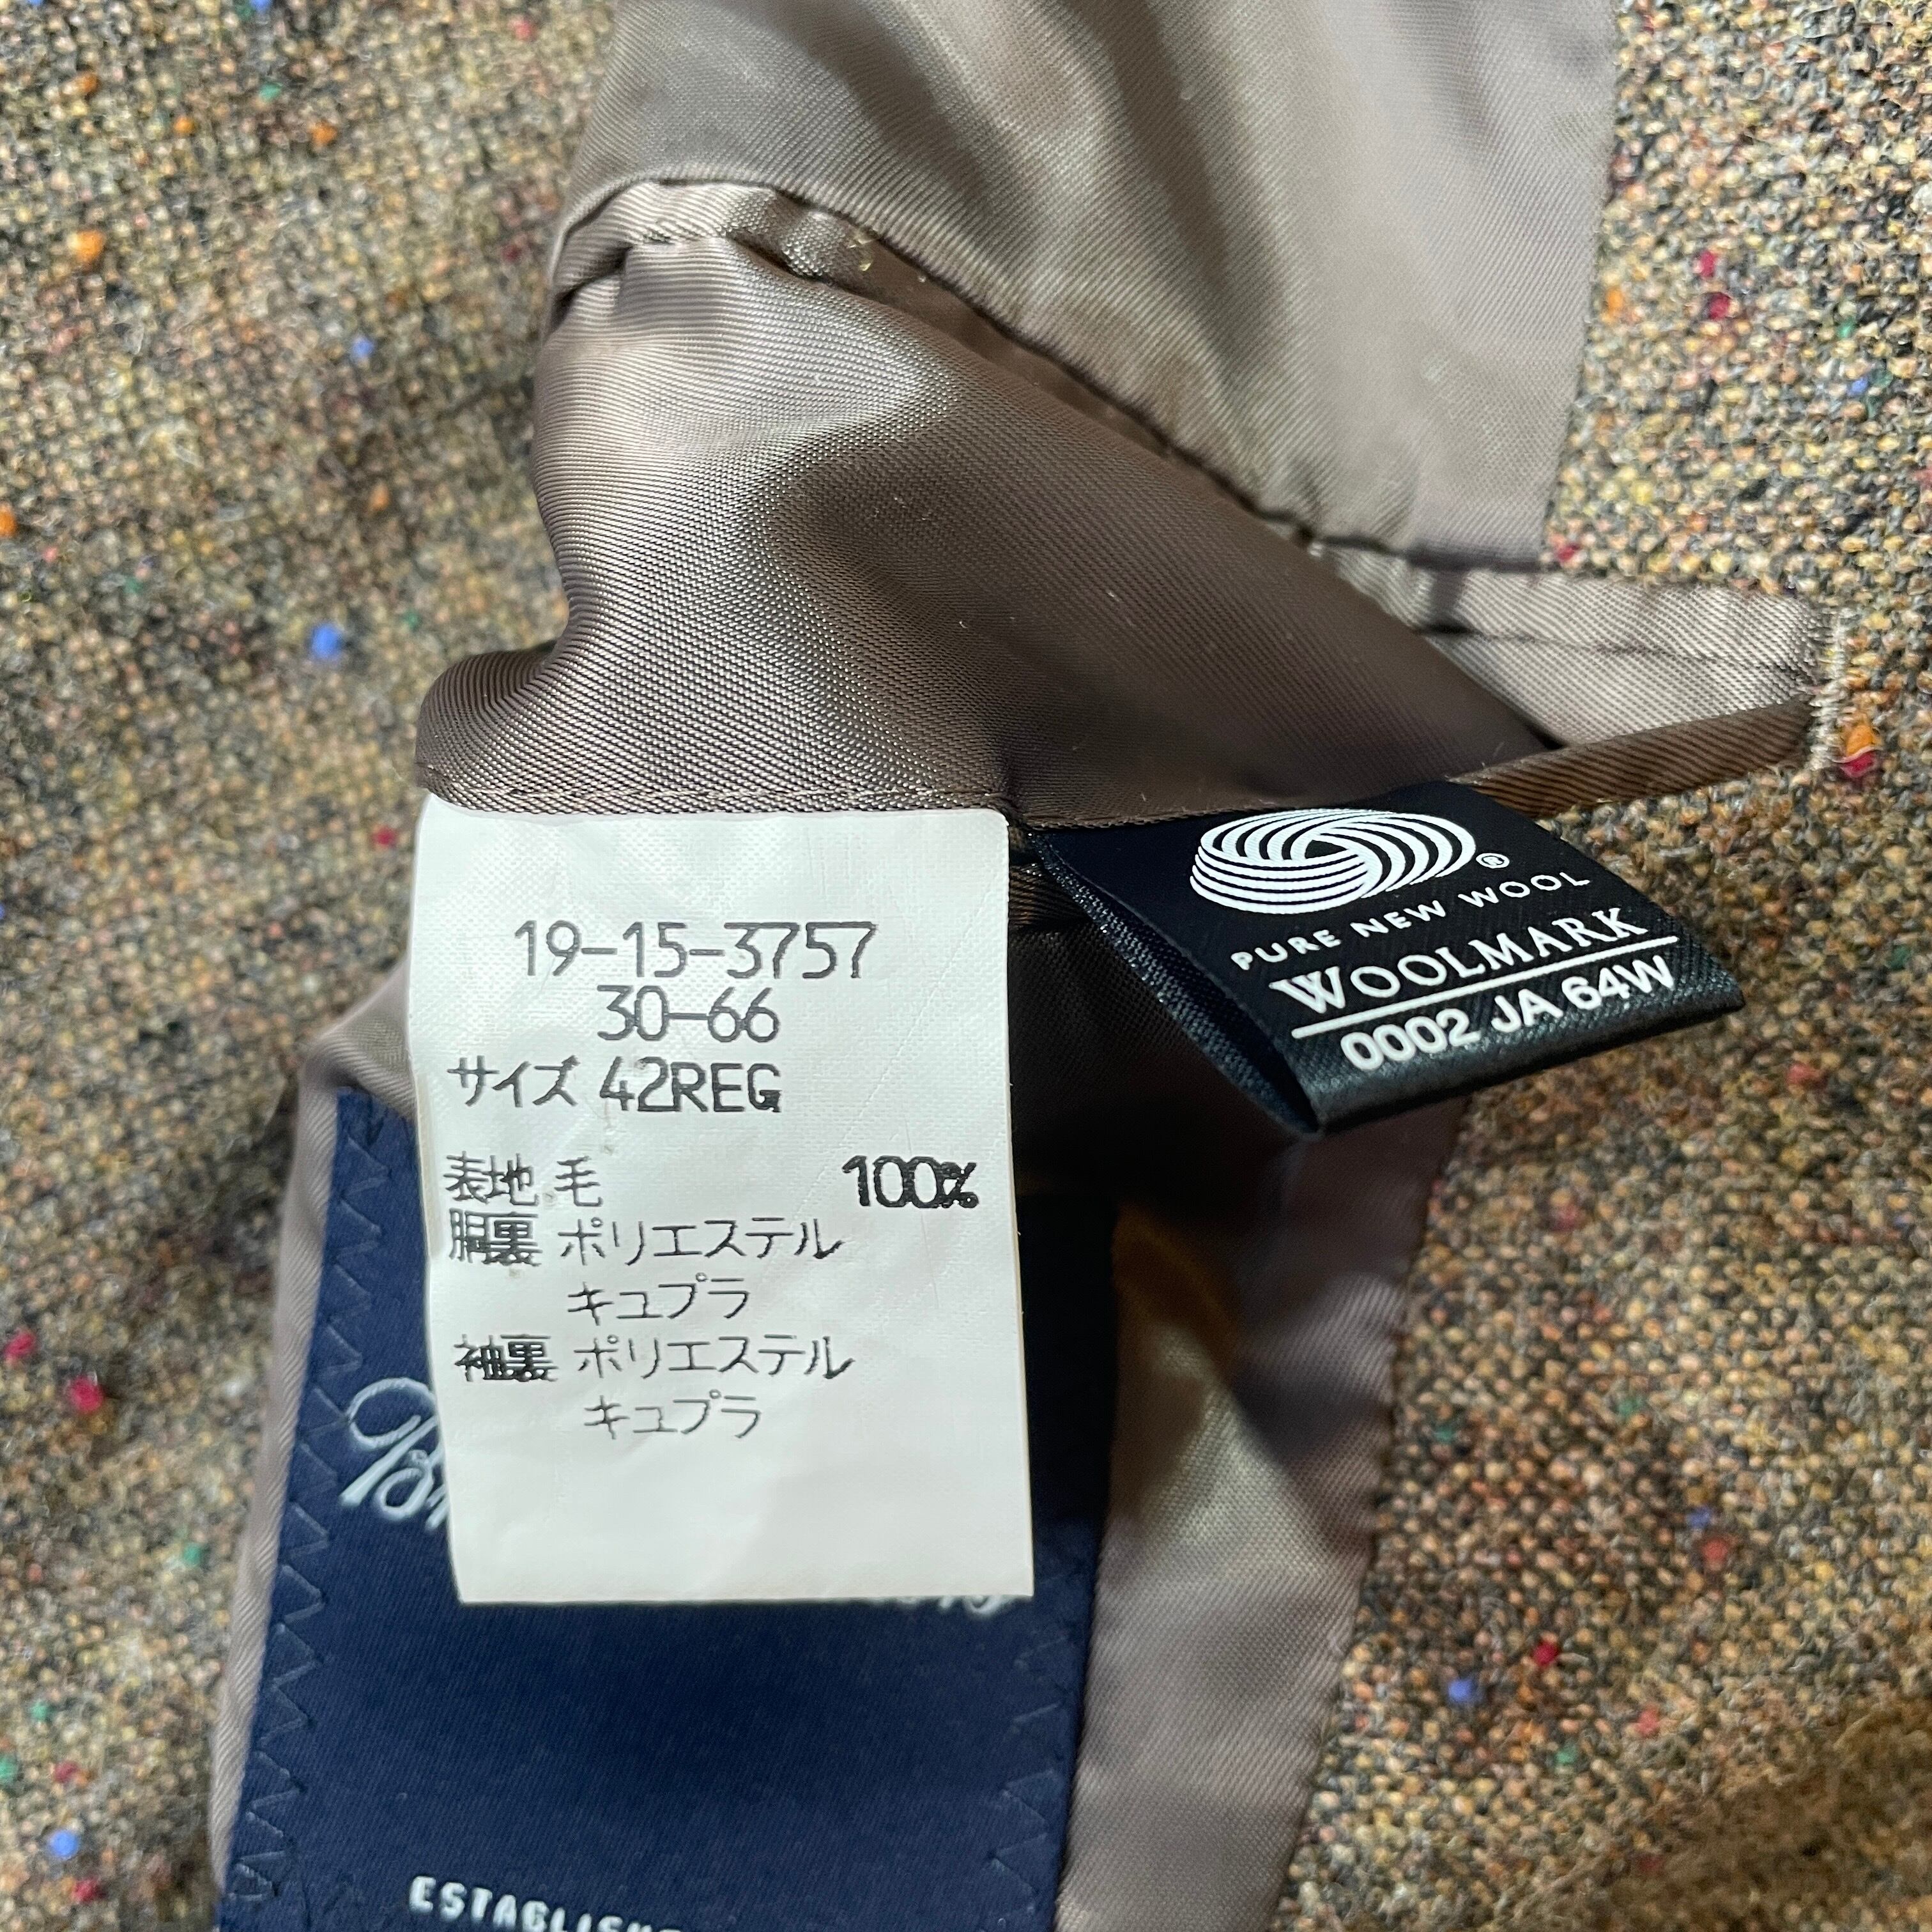 19-15-3757
30-66
サイズ 42REG
表地 毛 100%
胴裏 ポリエステル
キュプラ
袖裏 ポリエステル
キュプラ
®
PURE NEW WOOL
WOOLMARK
0002 JA 64W